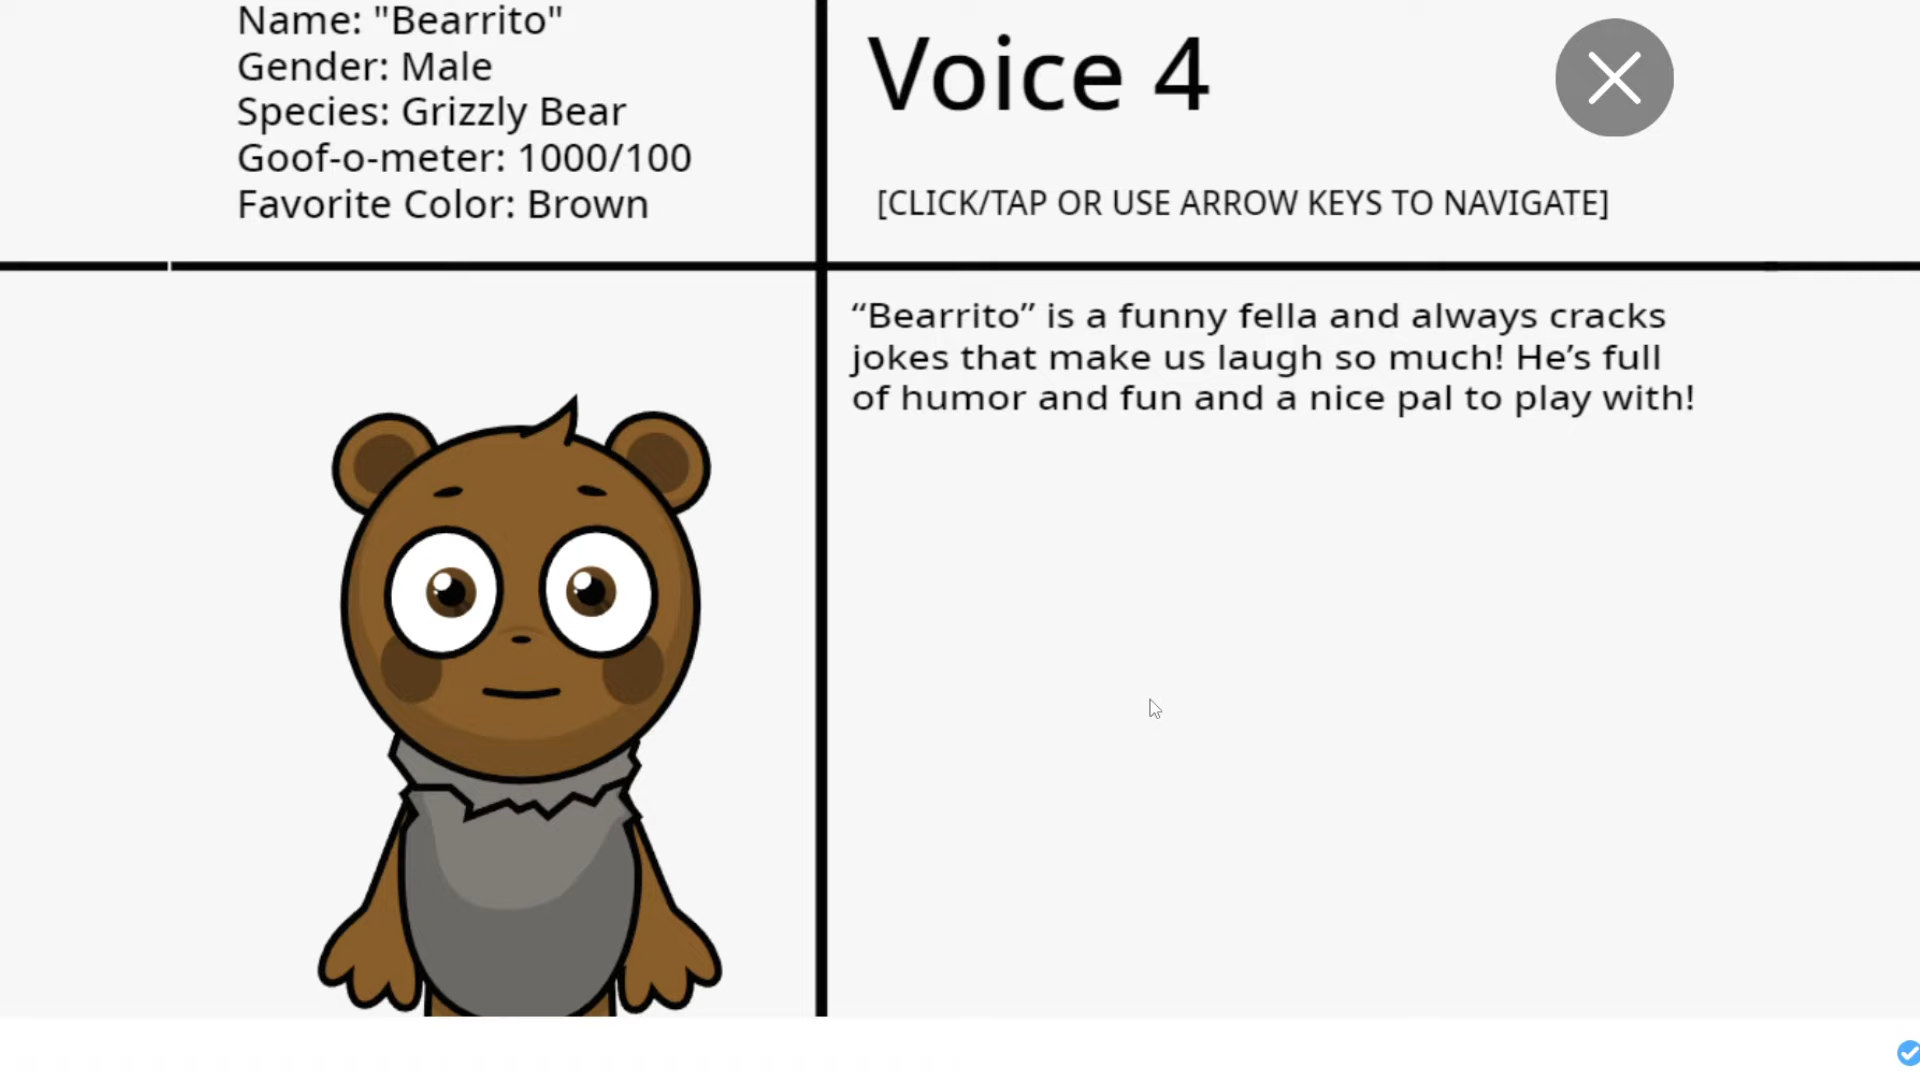 Name: "Bearrito"
Gender: Male
Species: Grizzly Bear
Goof-o-meter: 1000/100
Favorite Color: Brown
Voice 4
[CLICK/TAP OR USE ARROW KEYS TO NAVIGATE]
“Bearrito” is a funny fella and always cracks
jokes that make us laugh so much! He’s full
of humor and fun and a nice pal to play with!